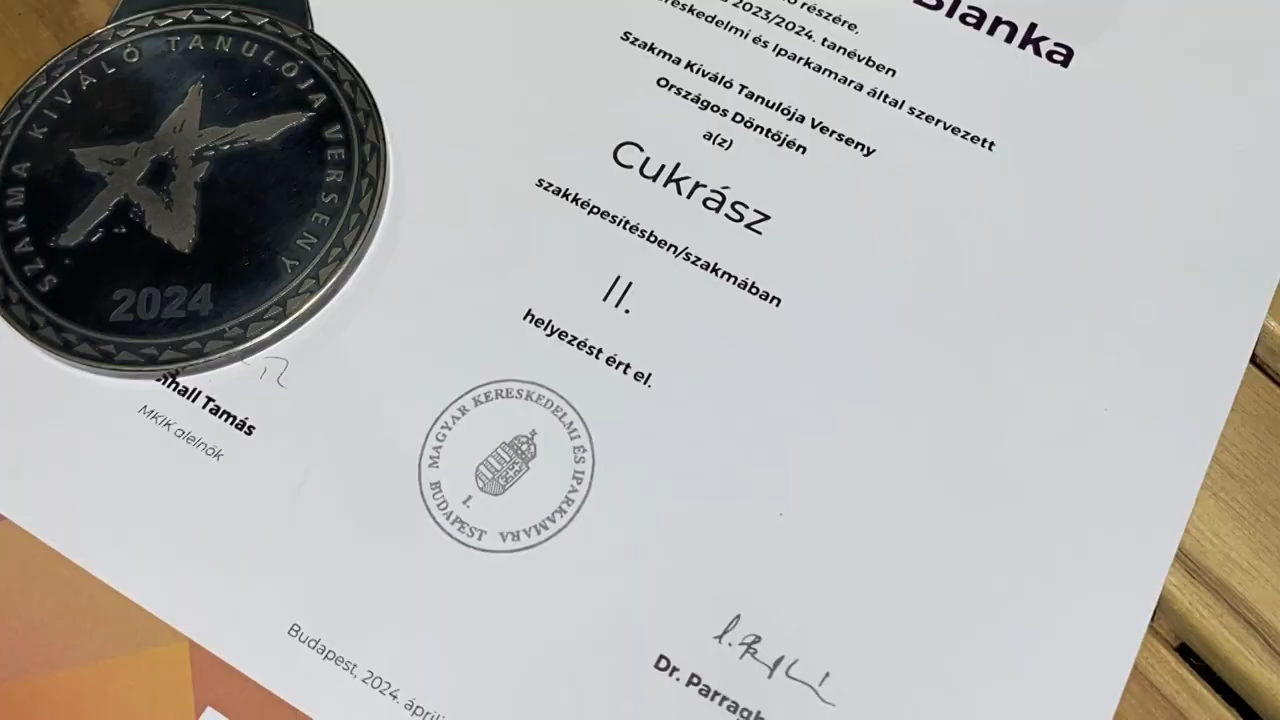 Blanka
részére,
2023/2024. tanévben
Kereskedelmi és Iparkamara által szervezett
Szakma Kiváló Tanulója Verseny
Országos Döntőjén
a(z)
Cukrász
szakképesítésben/szakmában
II.
helyezést ért el.
SZAKMA KIVÁLÓ TANULÓJA VERSENY
2024
Tamás
MKIK alelnök
MAGYAR KERESKEDELMI ÉS IPARKAMARA
BUDAPEST
1.
Budapest, 2024.
Dr. Parragh